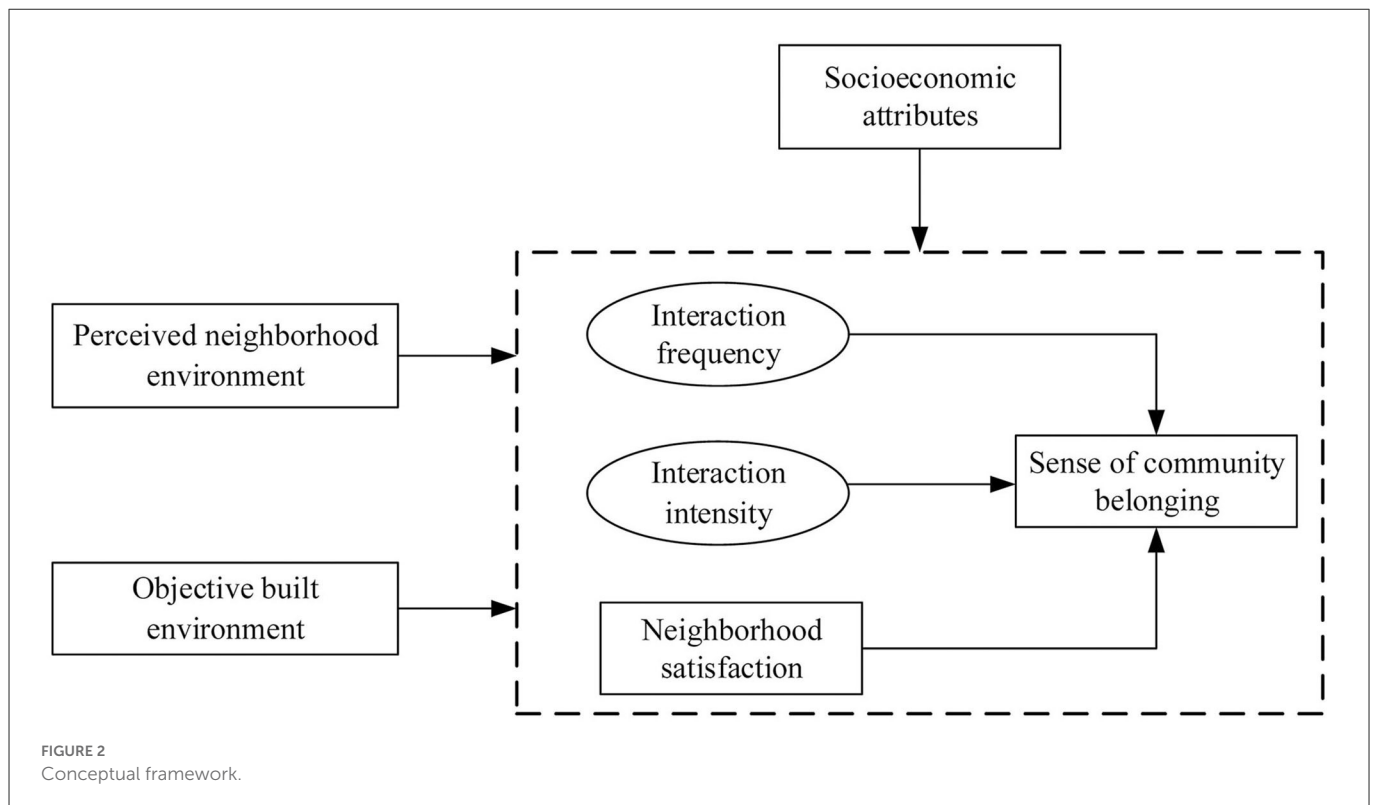 Socioeconomic
attributes
Perceived neighborhood
environment
Interaction
frequency
Interaction
intensity
Sense of community
belonging
Objective built
environment
Neighborhood
satisfaction
FIGURE 2
Conceptual framework.